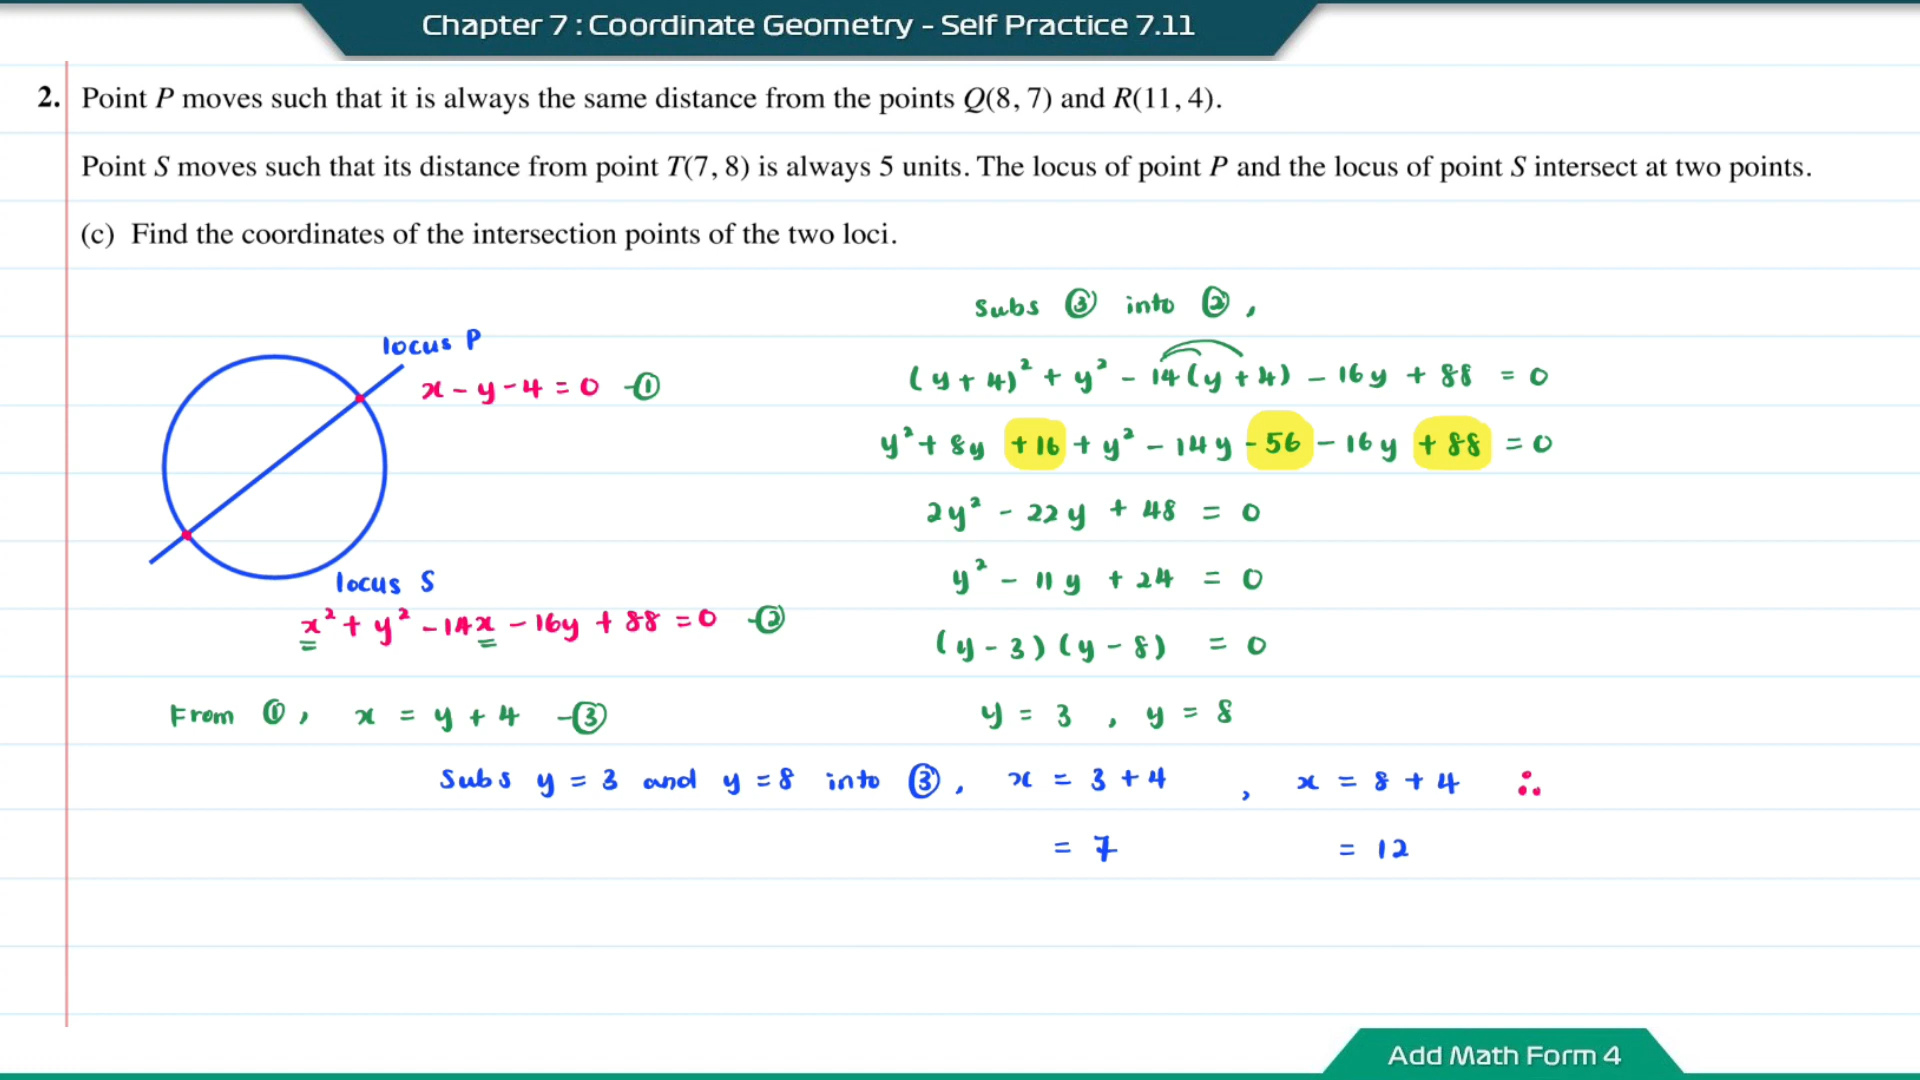 Chapter 7 : Coordinate Geometry - Self Practice 7.11
2. Point P moves such that it is always the same distance from the points Q(8, 7) and R(11, 4).
Point S moves such that its distance from point T(7, 8) is always 5 units. The locus of point P and the locus of point S intersect at two points.
(c) Find the coordinates of the intersection points of the two loci.
locus P
x - y - 4 = 0 -①
locus S
x² + y² - 14x - 16y + 88 = 0 -②
From ①, x = y + 4 -③
Subs ③ into ②,
(y + 4)² + y² - 14(y + 4) - 16y + 88 = 0
y² + 8y + 16 + y² - 14y - 56 - 16y + 88 = 0
2y² - 22y + 48 = 0
y² - 11y + 24 = 0
(y - 3)(y - 8) = 0
y = 3 , y = 8
Subs y = 3 and y = 8 into ③, x = 3 + 4 , x = 8 + 4 ∴
= 7 = 12
Add Math Form 4